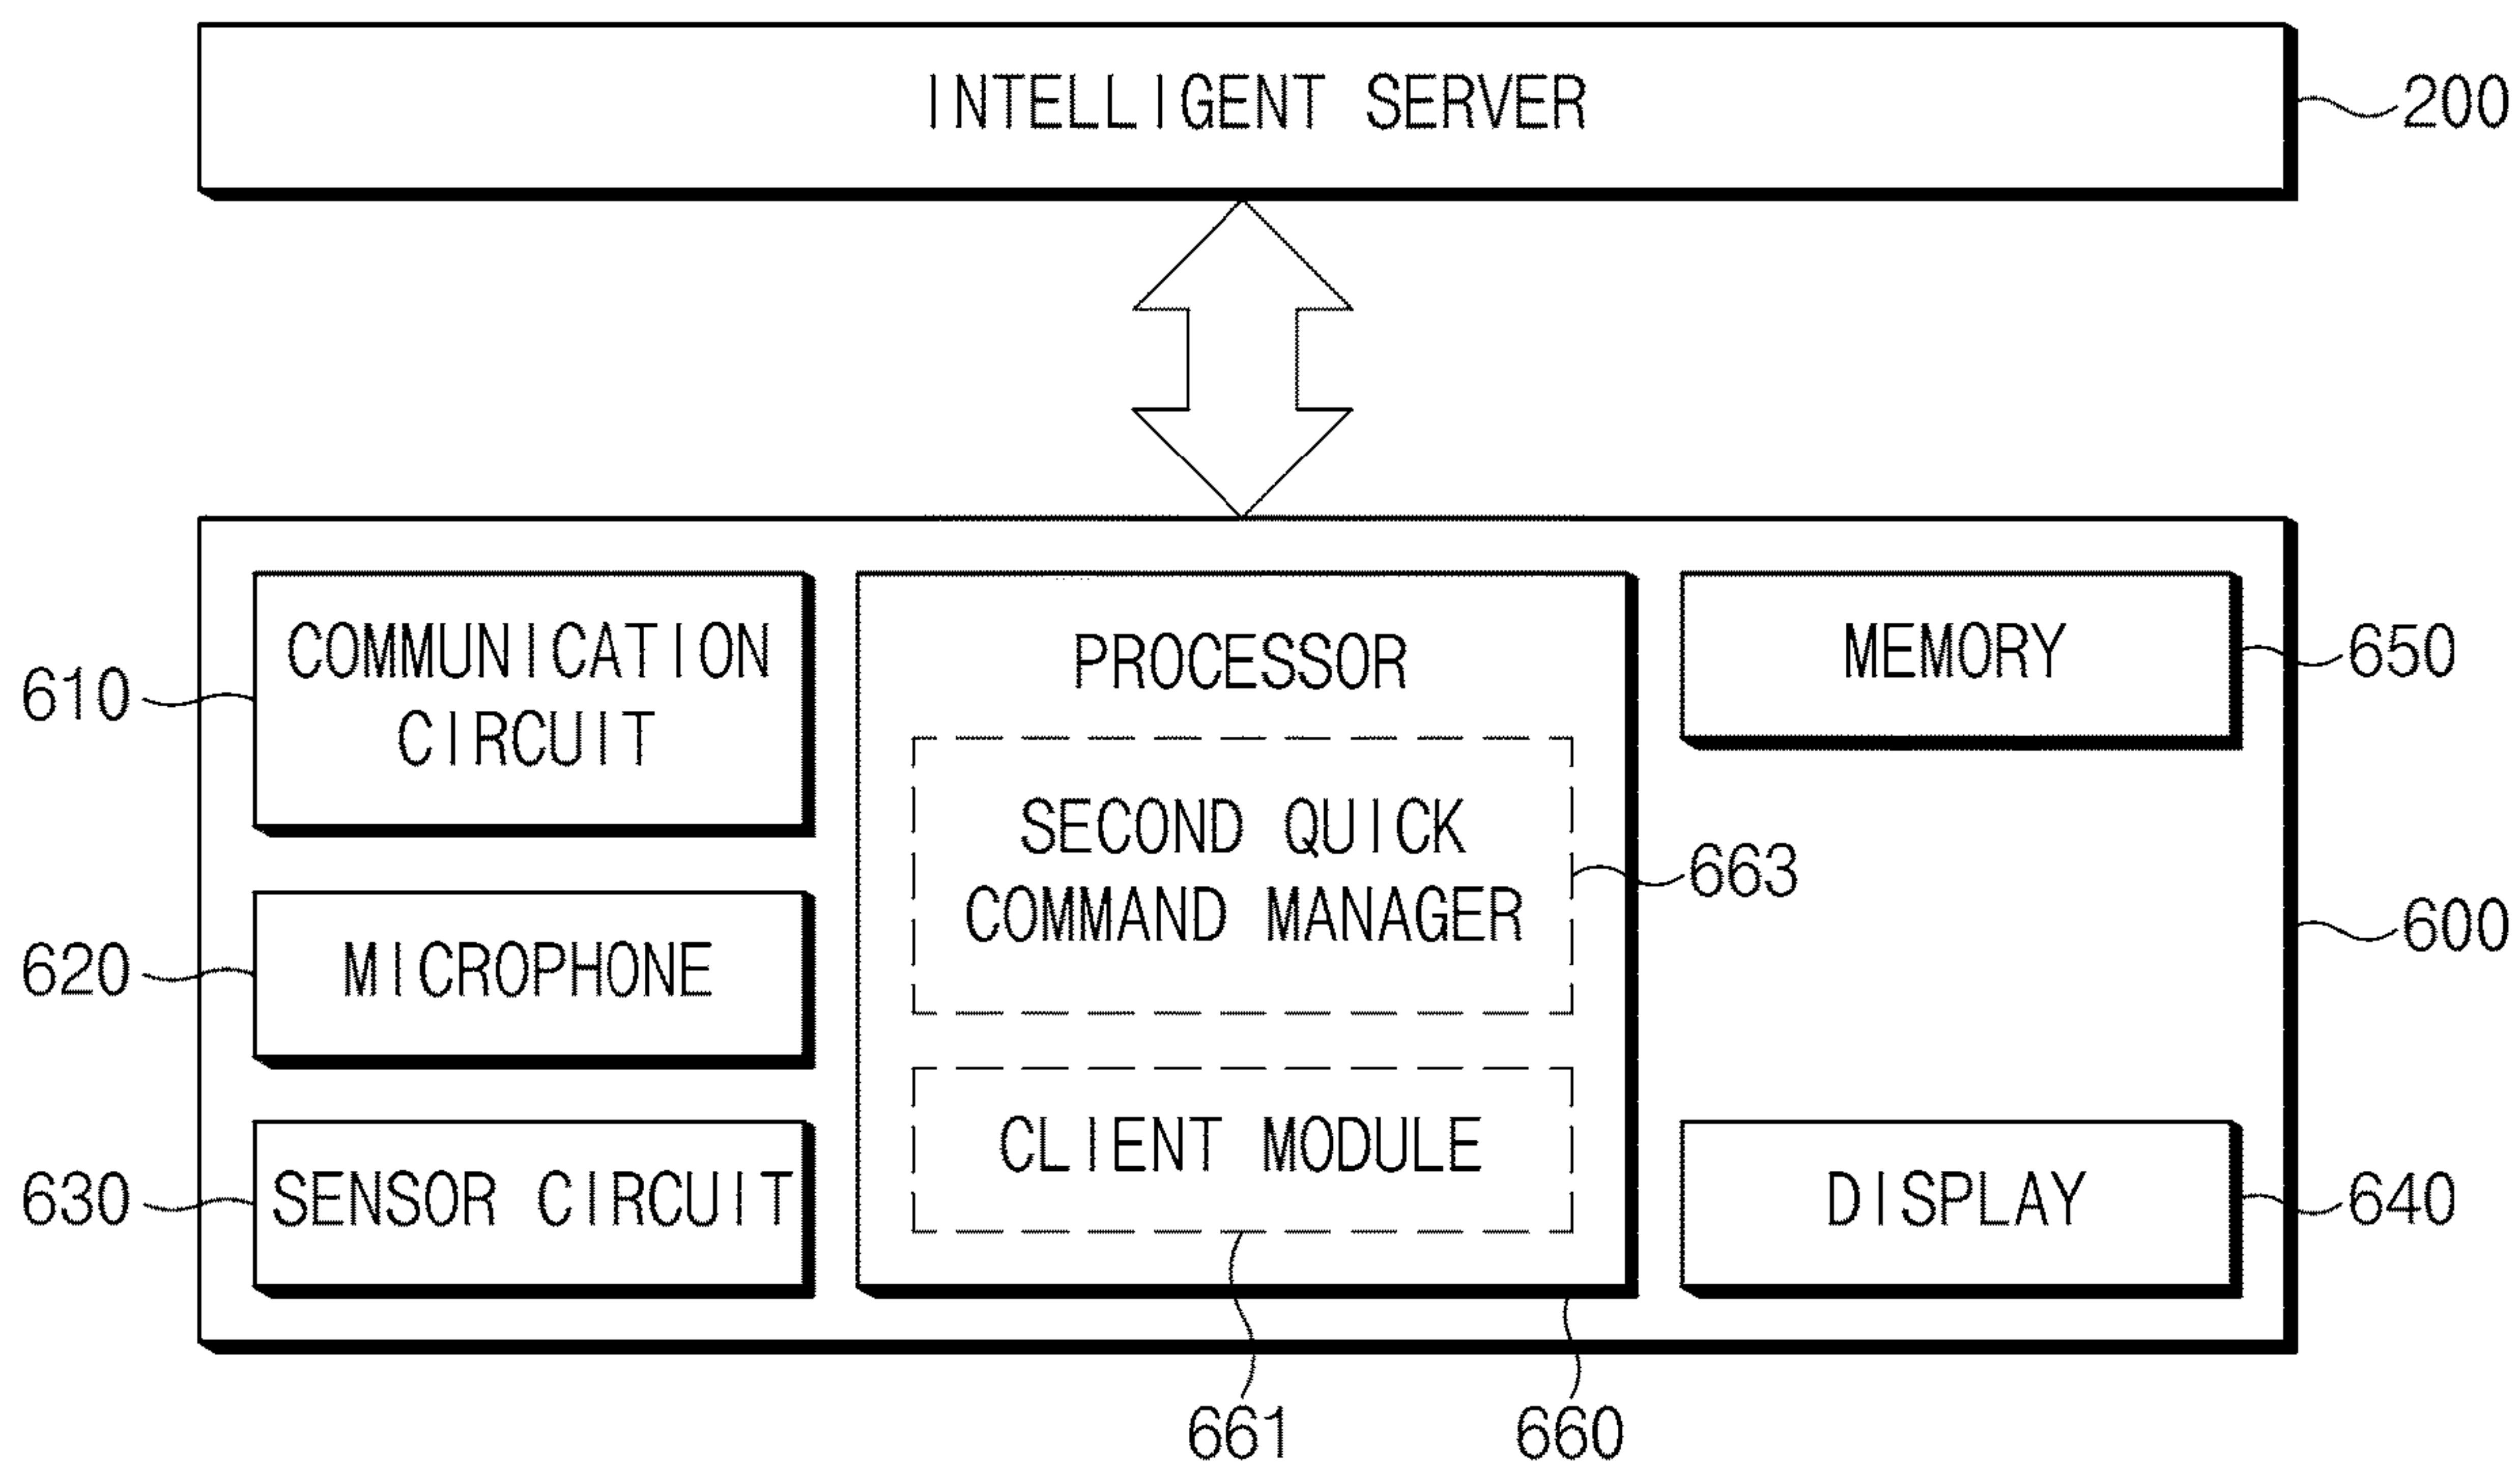 INTELLIGENT SERVER
200
COMMUNICATION
CIRCUIT
610
MICROPHONE
620
SENSOR CIRCUIT
630
PROCESSOR
SECOND QUICK
COMMAND MANAGER
663
CLIENT MODULE
661
660
MEMORY
650
600
DISPLAY
640